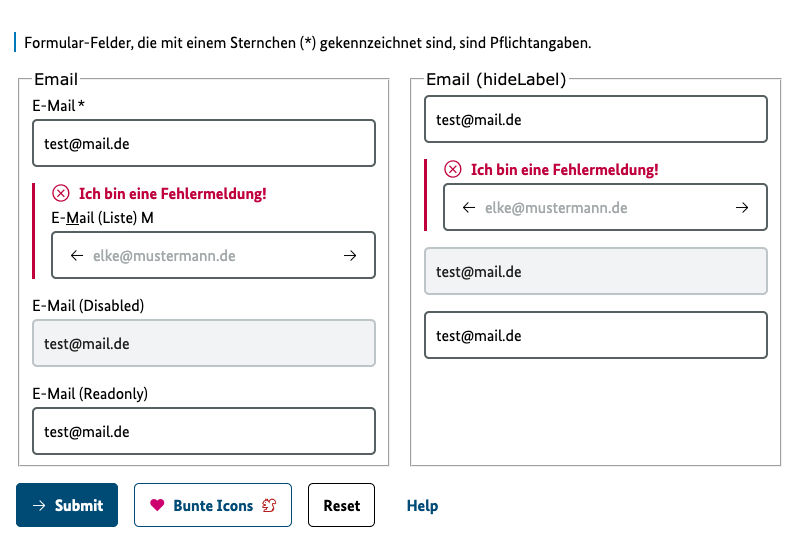 Formular-Felder, die mit einem Sternchen (*) gekennzeichnet sind, sind Pflichtangaben.
Email
E-Mail *
test@mail.de
Ich bin eine Fehlermeldung!
E-Mail (Liste) M
elke@mustermann.de
E-Mail (Disabled)
test@mail.de
E-Mail (Readonly)
test@mail.de
Email (hideLabel)
test@mail.de
Ich bin eine Fehlermeldung!
elke@mustermann.de
test@mail.de
test@mail.de
Submit
Bunte Icons
Reset
Help